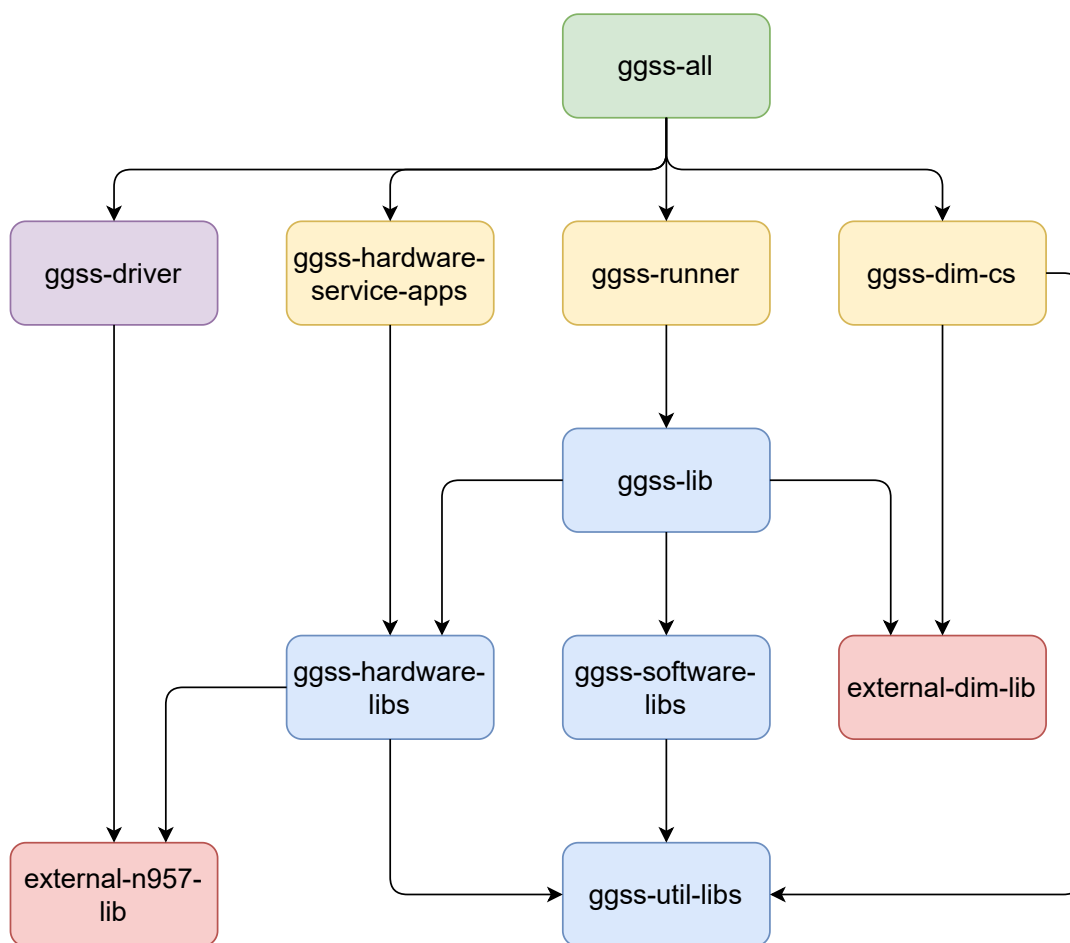 ggss-all
ggss-driver
ggss-hardware-
service-apps
ggss-runner
ggss-dim-cs
ggss-lib
ggss-hardware-
libs
ggss-software-
libs
external-dim-lib
external-n957-
lib
ggss-util-libs